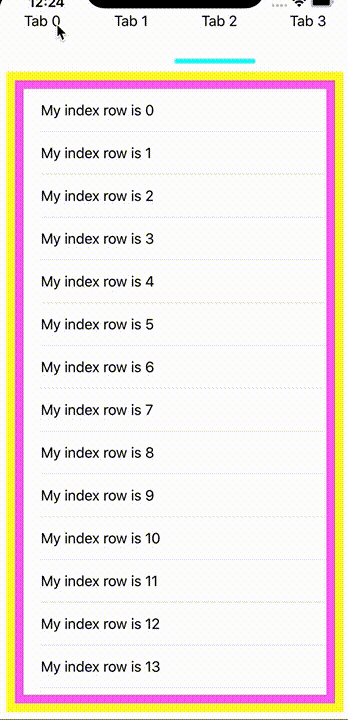 12:24
Tab 0 Tab 1 Tab 2 Tab 3
My index row is 0
My index row is 1
My index row is 2
My index row is 3
My index row is 4
My index row is 5
My index row is 6
My index row is 7
My index row is 8
My index row is 9
My index row is 10
My index row is 11
My index row is 12
My index row is 13